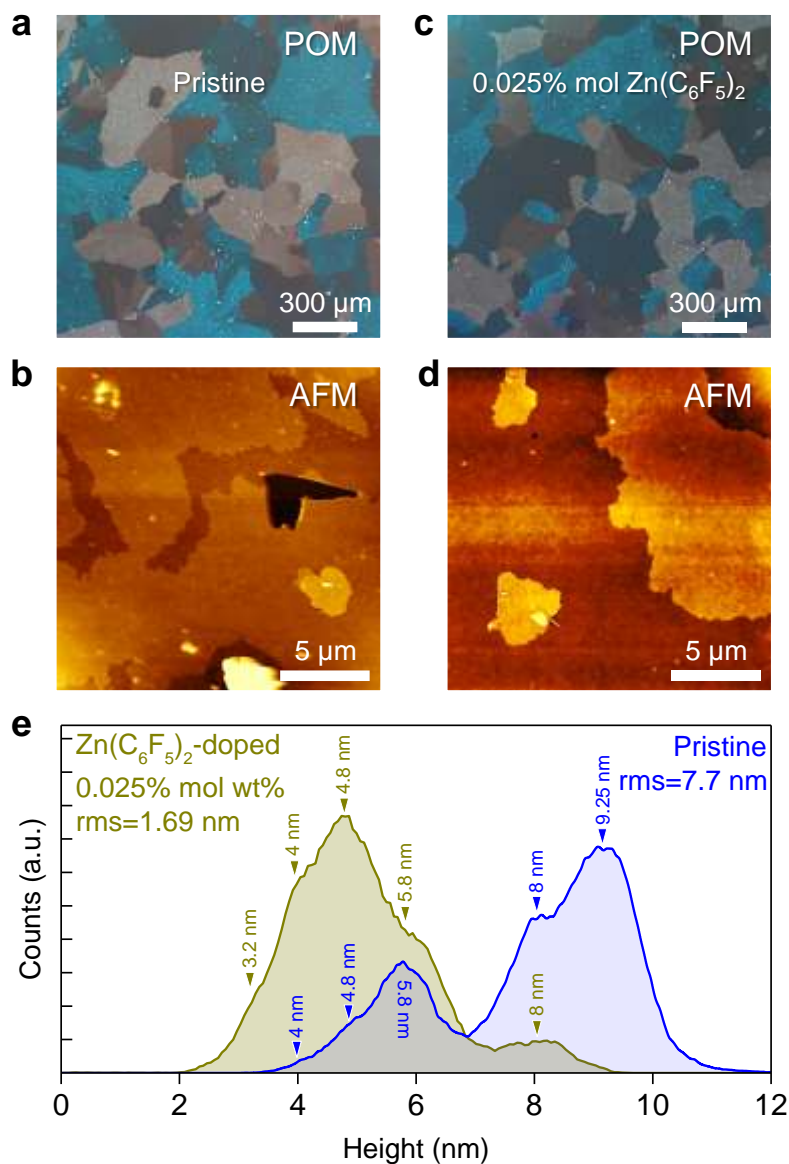 a
POM
Pristine
300 µm
c
POM
0.025% mol Zn(C₆F₅)₂
300 µm
b
AFM
5 µm
d
AFM
5 µm
e
Zn(C₆F₅)₂-doped
0.025% mol wt%
rms=1.69 nm
Pristine
rms=7.7 nm
3.2 nm
4 nm
4.8 nm
5.8 nm
8 nm
4 nm
4.8 nm
5.8 nm
8 nm
9.25 nm
Counts (a.u.)
0 2 4 6 8 10 12
Height (nm)